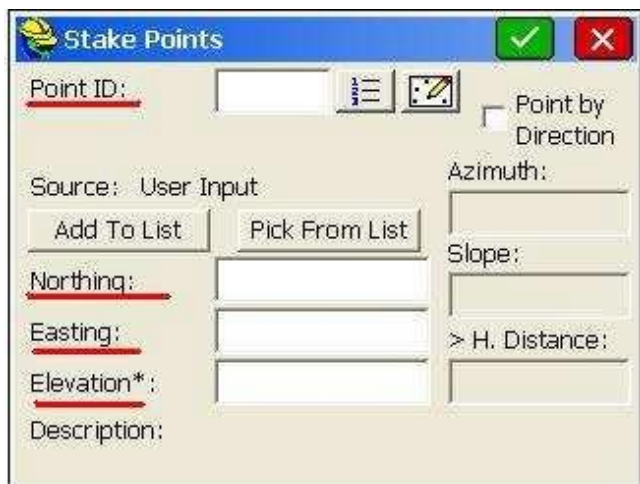 Stake Points
Point ID:
Point by
Direction
Source: User Input
Azimuth:
Add To List
Pick From List
Slope:
Northing:
Easting:
> H. Distance:
Elevation*:
Description: